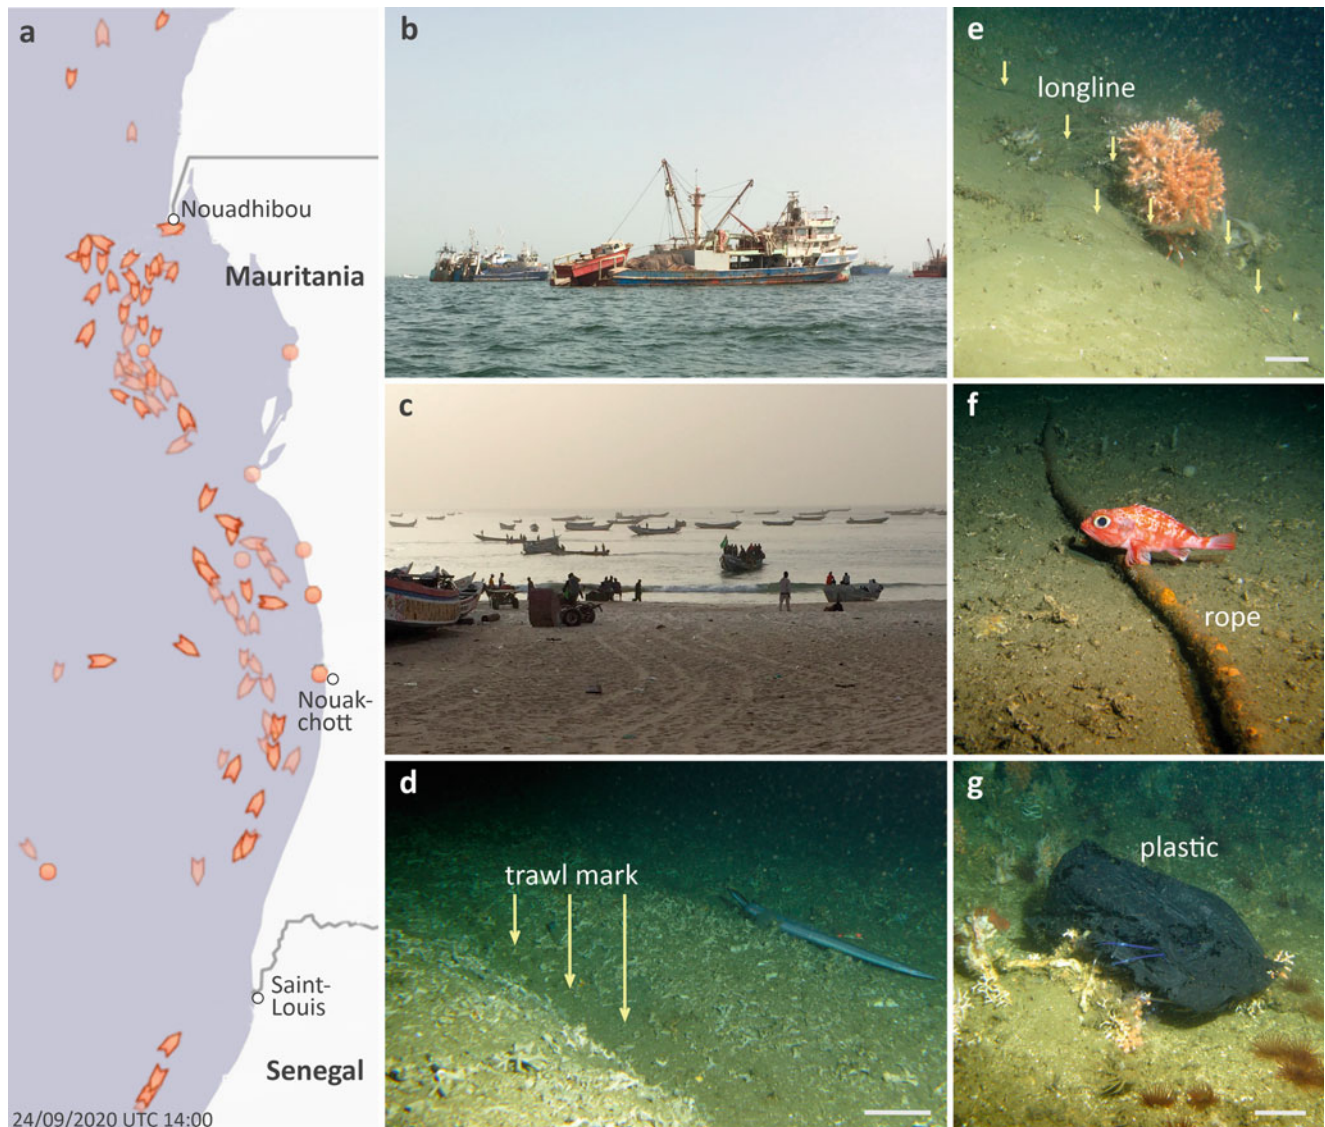 a
Nouadhibou
Mauritania
Nouak-
chott
Saint-
Louis
Senegal
24/09/2020 UTC 14:00
b
c
d
trawl mark
e
longline
f
rope
g
plastic